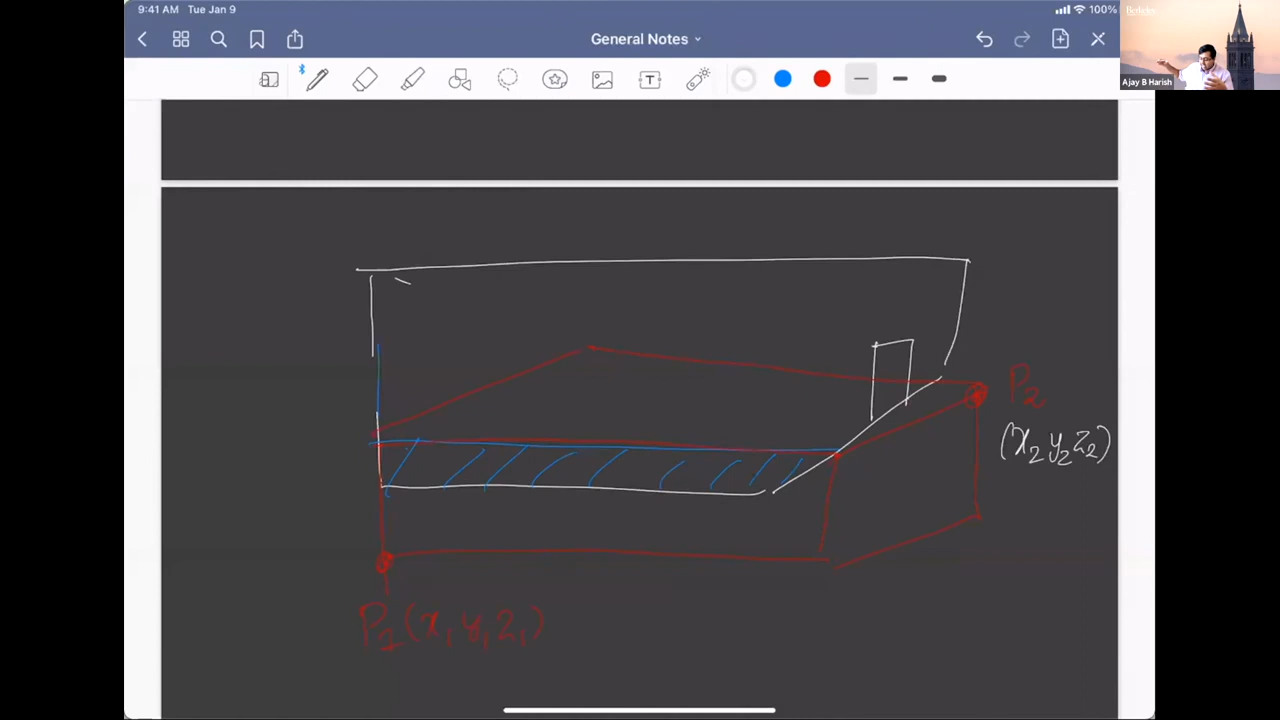 9:41 AM Tue Jan 9
100%
Berkeley
General Notes
T
Ajay B Harish
P2
(x2 y2 z2)
P1(x1 y1 z1)